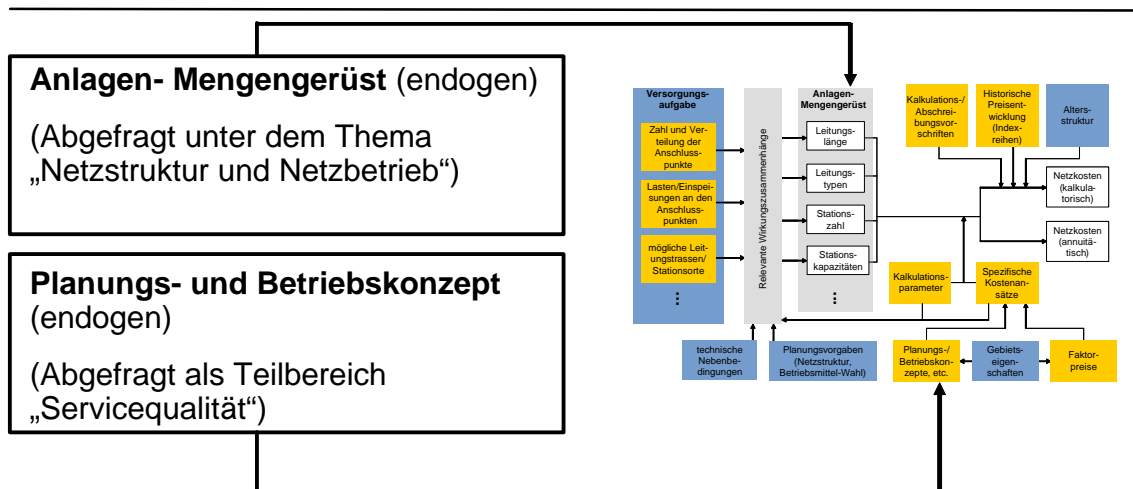 Anlagen- Mengengerüst (endogen)
(Abgefragt unter dem Thema
„Netzstruktur und Netzbetrieb“)
Planungs- und Betriebskonzept
(endogen)
(Abgefragt als Teilbereich
„Servicequalität“)
Versorgungs-
aufgabe
Zahl und Ver-
teilung der
Anschluss-
punkte
Lasten/Einspei-
sungen an den
Anschluss-
punkten
mögliche Lei-
tungstrassen/
Stationsorte
...
Relevante Wirkungszusammenhänge
Anlagen-
Mengengerüst
Leitungs-
länge
Leitungs-
typen
Stations-
zahl
Stations-
kapazitäten
...
Kalkulations-/
Abschrei-
bungsvor-
schriften
Historische
Preisent-
wicklung
(Index-
reihen)
Alters-
struktur
Netzkosten
(kalkula-
torisch)
Netzkosten
(annuitä-
tisch)
Kalkulations-
parameter
Spezifische
Kostenan-
sätze
technische
Nebenbe-
dingungen
Planungsvorgaben
(Netzstruktur,
Betriebsmittel-Wahl)
Planungs-/
Betriebskon-
zepte, etc.
Gebiets-
eigen-
schaften
Faktor-
preise